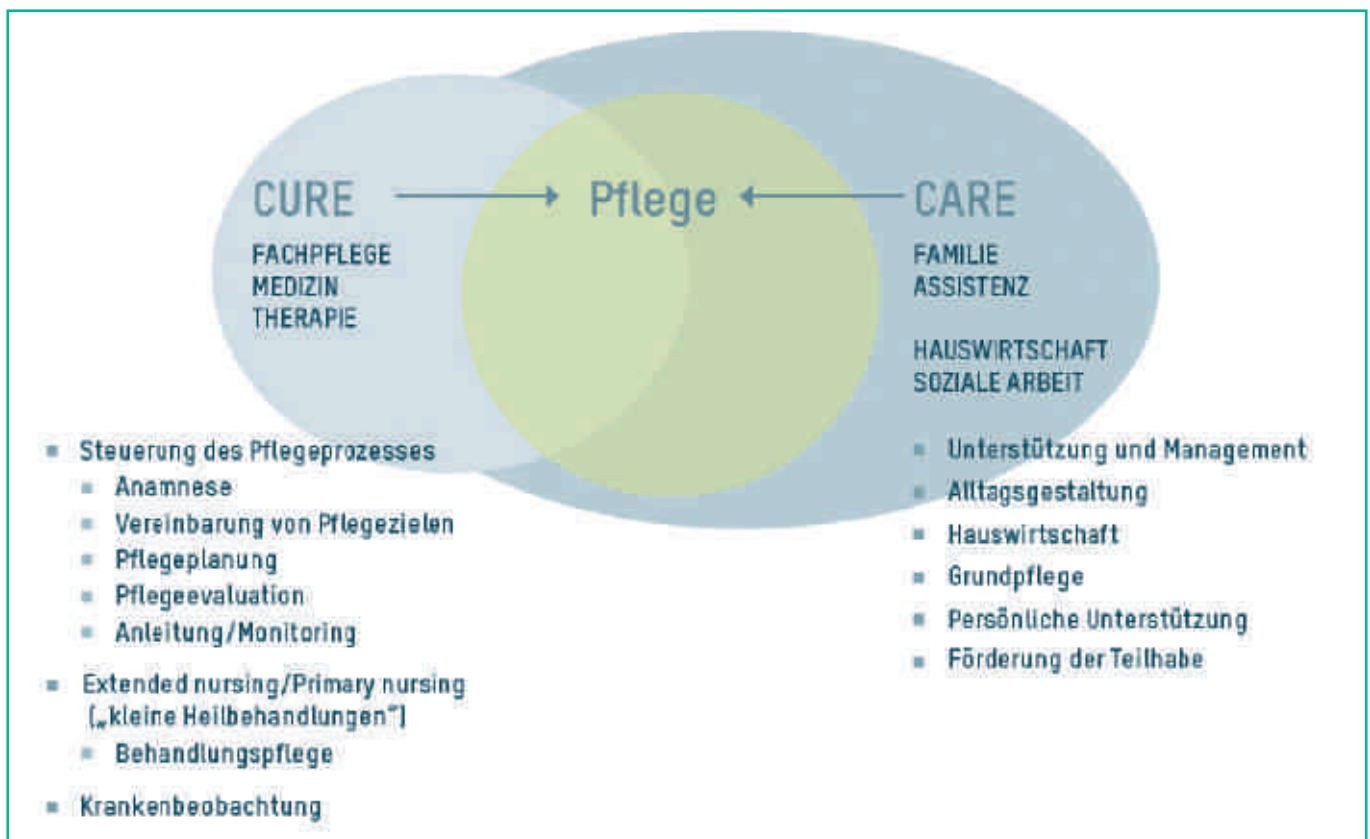 CURE
Pflege
CARE
FACHPFLEGE
MEDIZIN
THERAPIE
FAMILIE
ASSISTENZ
HAUSWIRTSCHAFT
SOZIALE ARBEIT
Steuerung des Pflegeprozesses
Anamnese
Vereinbarung von Pflegezielen
Pflegeplanung
Pflegeevaluation
Anleitung/Monitoring
Extended nursing/Primary nursing
(„kleine Heilbehandlungen“)
Behandlungspflege
Krankenbeobachtung
Unterstützung und Management
Alltagsgestaltung
Hauswirtschaft
Grundpflege
Persönliche Unterstützung
Förderung der Teilhabe